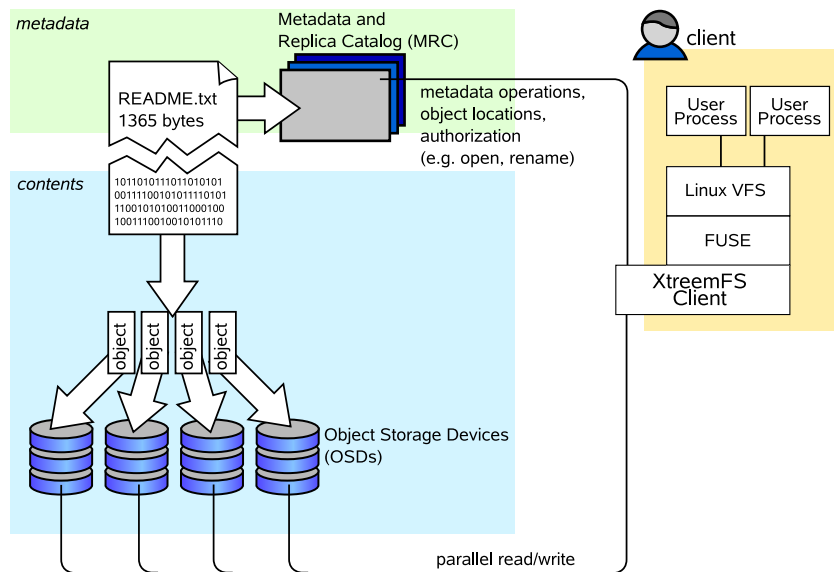 metadata
Metadata and
Replica Catalog (MRC)
README.txt
1365 bytes
metadata operations,
object locations,
authorization
(e.g. open, rename)
client
User
Process
User
Process
Linux VFS
FUSE
XtreemFS
Client
contents
1011010111011010101
0011110010101110101
1100101010011000100
1001110010010101110
object
object
object
object
Object Storage Devices
(OSDs)
parallel read/write